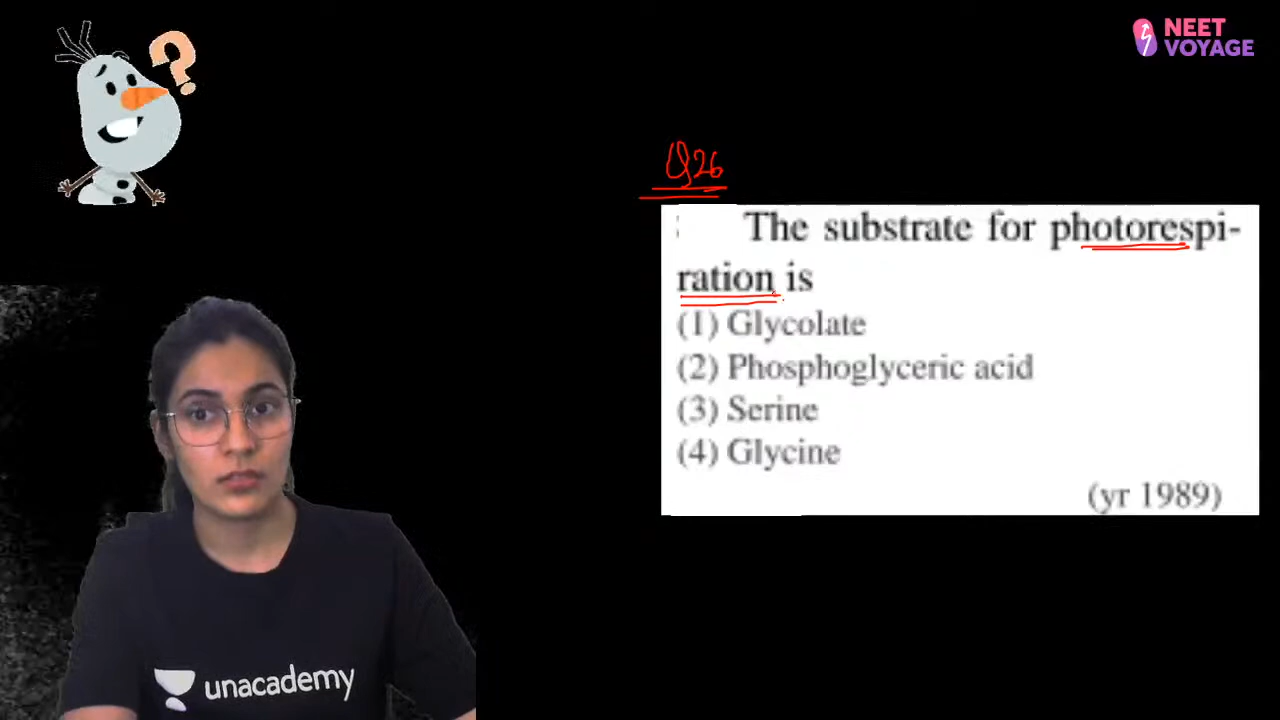 NEET
VOYAGE
Q26
The substrate for photorespi-
ration is
(1) Glycolate
(2) Phosphoglyceric acid
(3) Serine
(4) Glycine
(yr 1989)
unacademy